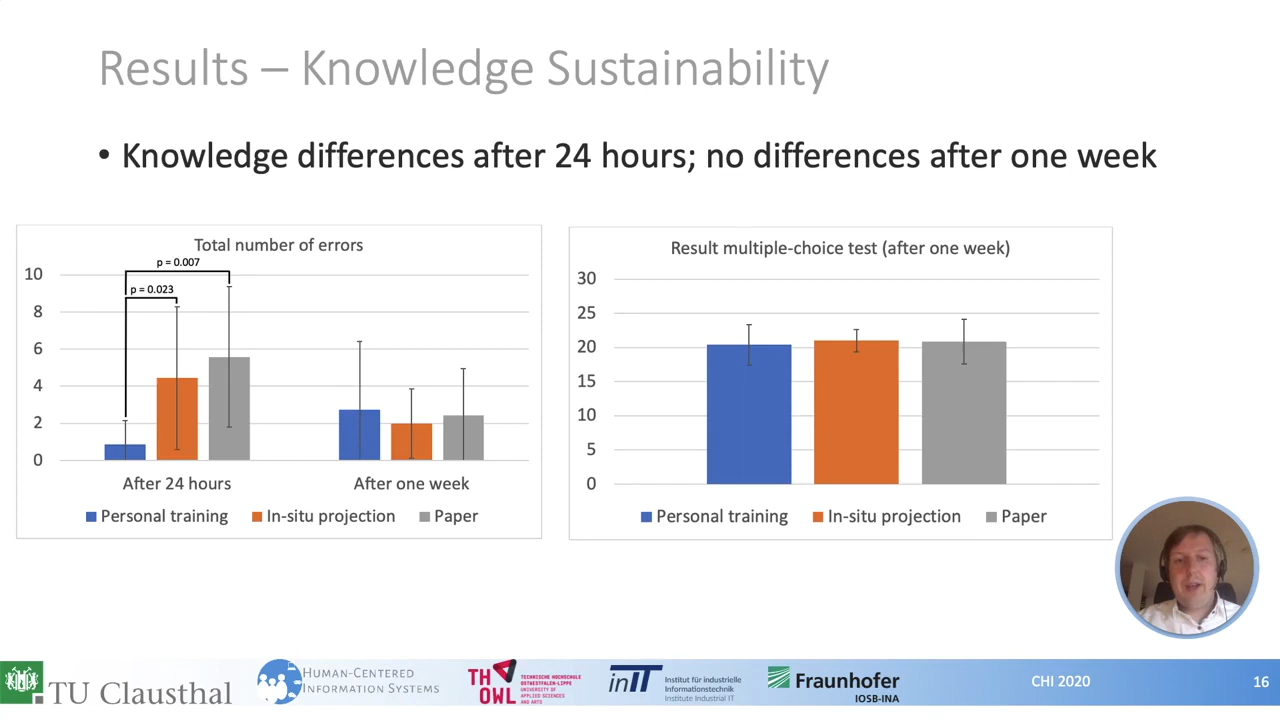 Results – Knowledge Sustainability
• Knowledge differences after 24 hours; no differences after one week
Total number of errors
p = 0.007
p = 0.023
10
8
6
4
2
0
After 24 hours
After one week
Personal training
In-situ projection
Paper
Result multiple-choice test (after one week)
30
25
20
15
10
5
0
Personal training
In-situ projection
Paper
TU Clausthal
HUMAN-CENTERED
INFORMATION SYSTEMS
TH
OWL
TECHNISCHE HOCHSCHULE
OSTWESTFALEN-LIPPE
UNIVERSITY OF
APPLIED SCIENCES
AND ARTS
inIT
Institut für industrielle
Informationstechnik
Institute Industrial IT
Fraunhofer
IOSB-INA
CHI 2020
16